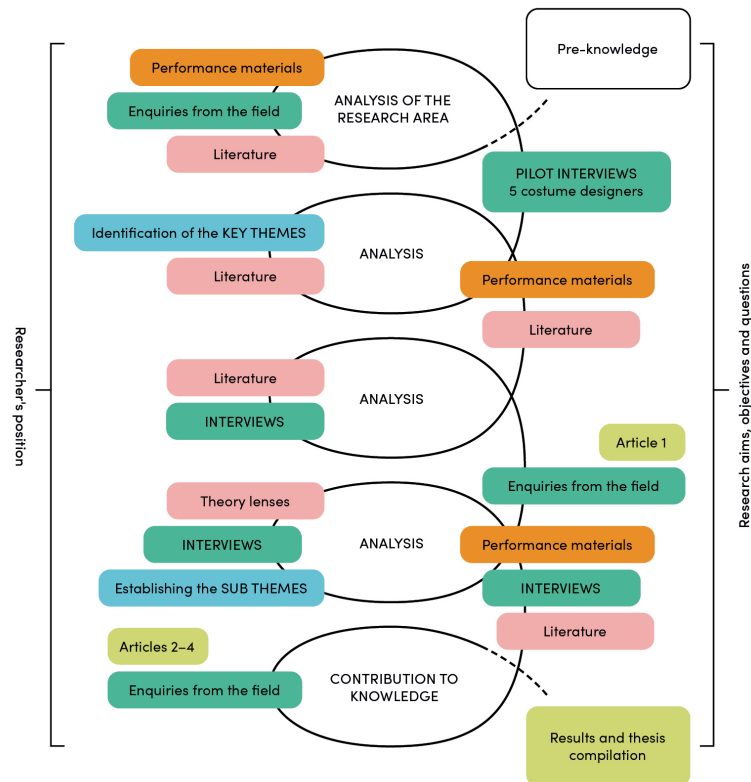 Pre-knowledge
Performance materials
Enquiries from the field
Literature
ANALYSIS OF THE
RESEARCH AREA
PILOT INTERVIEWS
5 costume designers
Identification of the KEY THEMES
Literature
ANALYSIS
Performance materials
Literature
Literature
INTERVIEWS
ANALYSIS
Article 1
Enquiries from the field
Theory lenses
INTERVIEWS
Establishing the SUB THEMES
ANALYSIS
Performance materials
INTERVIEWS
Literature
Articles 2–4
Enquiries from the field
CONTRIBUTION TO
KNOWLEDGE
Results and thesis
compilation
Researcher's position
Research aims, objectives and questions